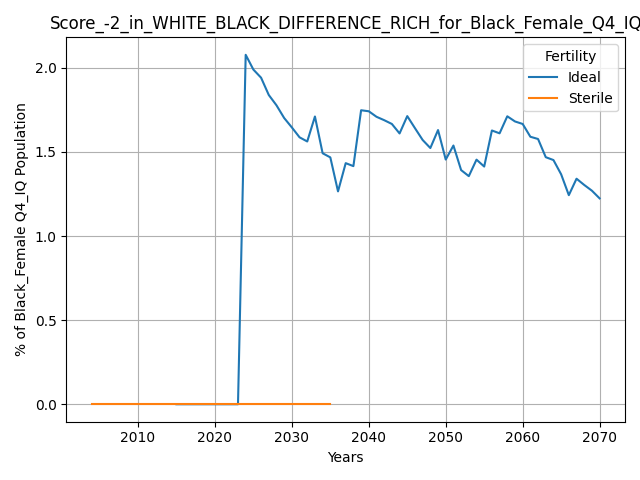 Score_-2_in_WHITE_BLACK_DIFFERENCE_RICH_for_Black_Female_Q4_IQ
% of Black_Female Q4_IQ Population
2.0
1.5
1.0
0.5
0.0
Fertility
Ideal
Sterile
2010 2020 2030 2040 2050 2060 2070
Years